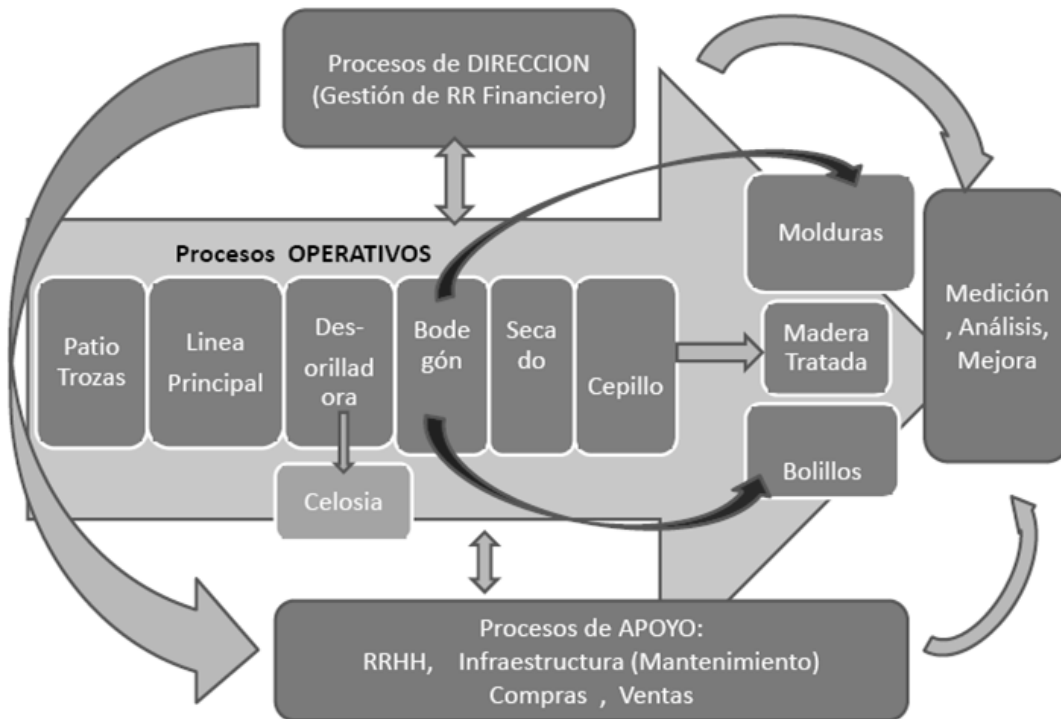 Procesos de DIRECCION
(Gestión de RR Financiero)
Procesos OPERATIVOS
Patio
Trozas
Linea
Principal
Des-
orillad
ora
Bode
gón
Seca
do
Cepillo
Celosia
Molduras
Madera
Tratada
Bolillos
Medición
, Análisis,
Mejora
Procesos de APOYO:
RRHH, Infraestructura (Mantenimiento)
Compras , Ventas